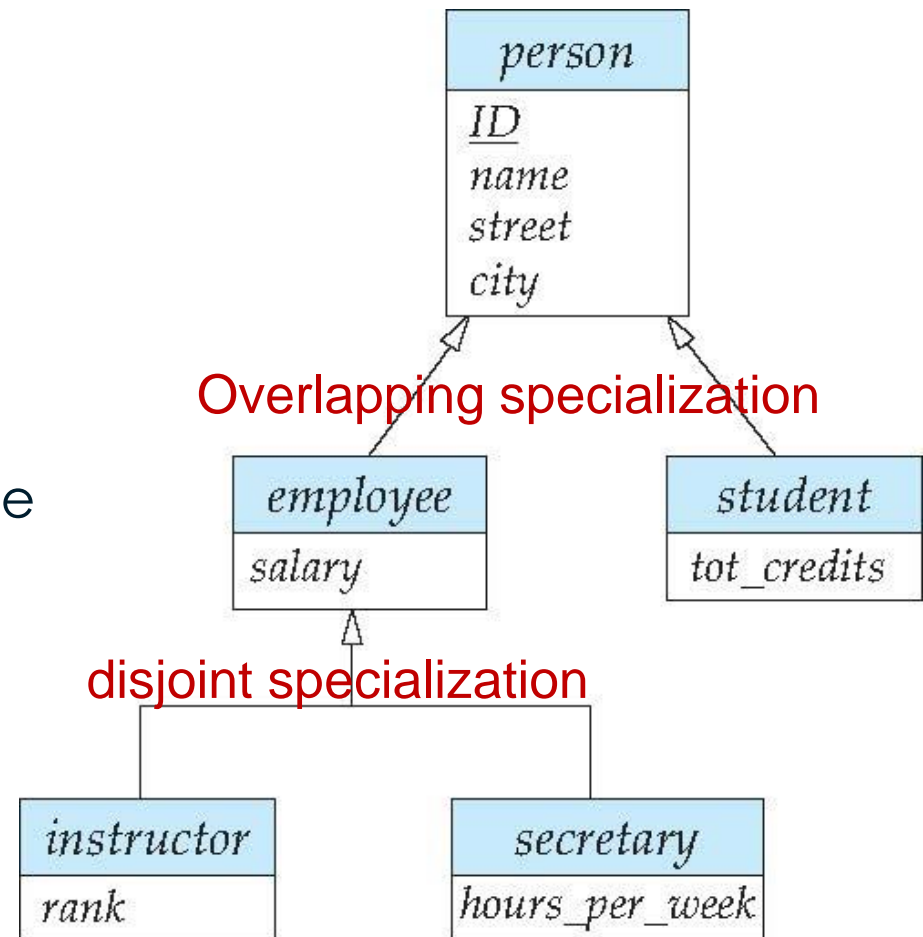 person
ID
name
street
city
Overlapping specialization
e
employee
salary
student
tot_credits
disjoint specialization
instructor
rank
secretary
hours_per_week